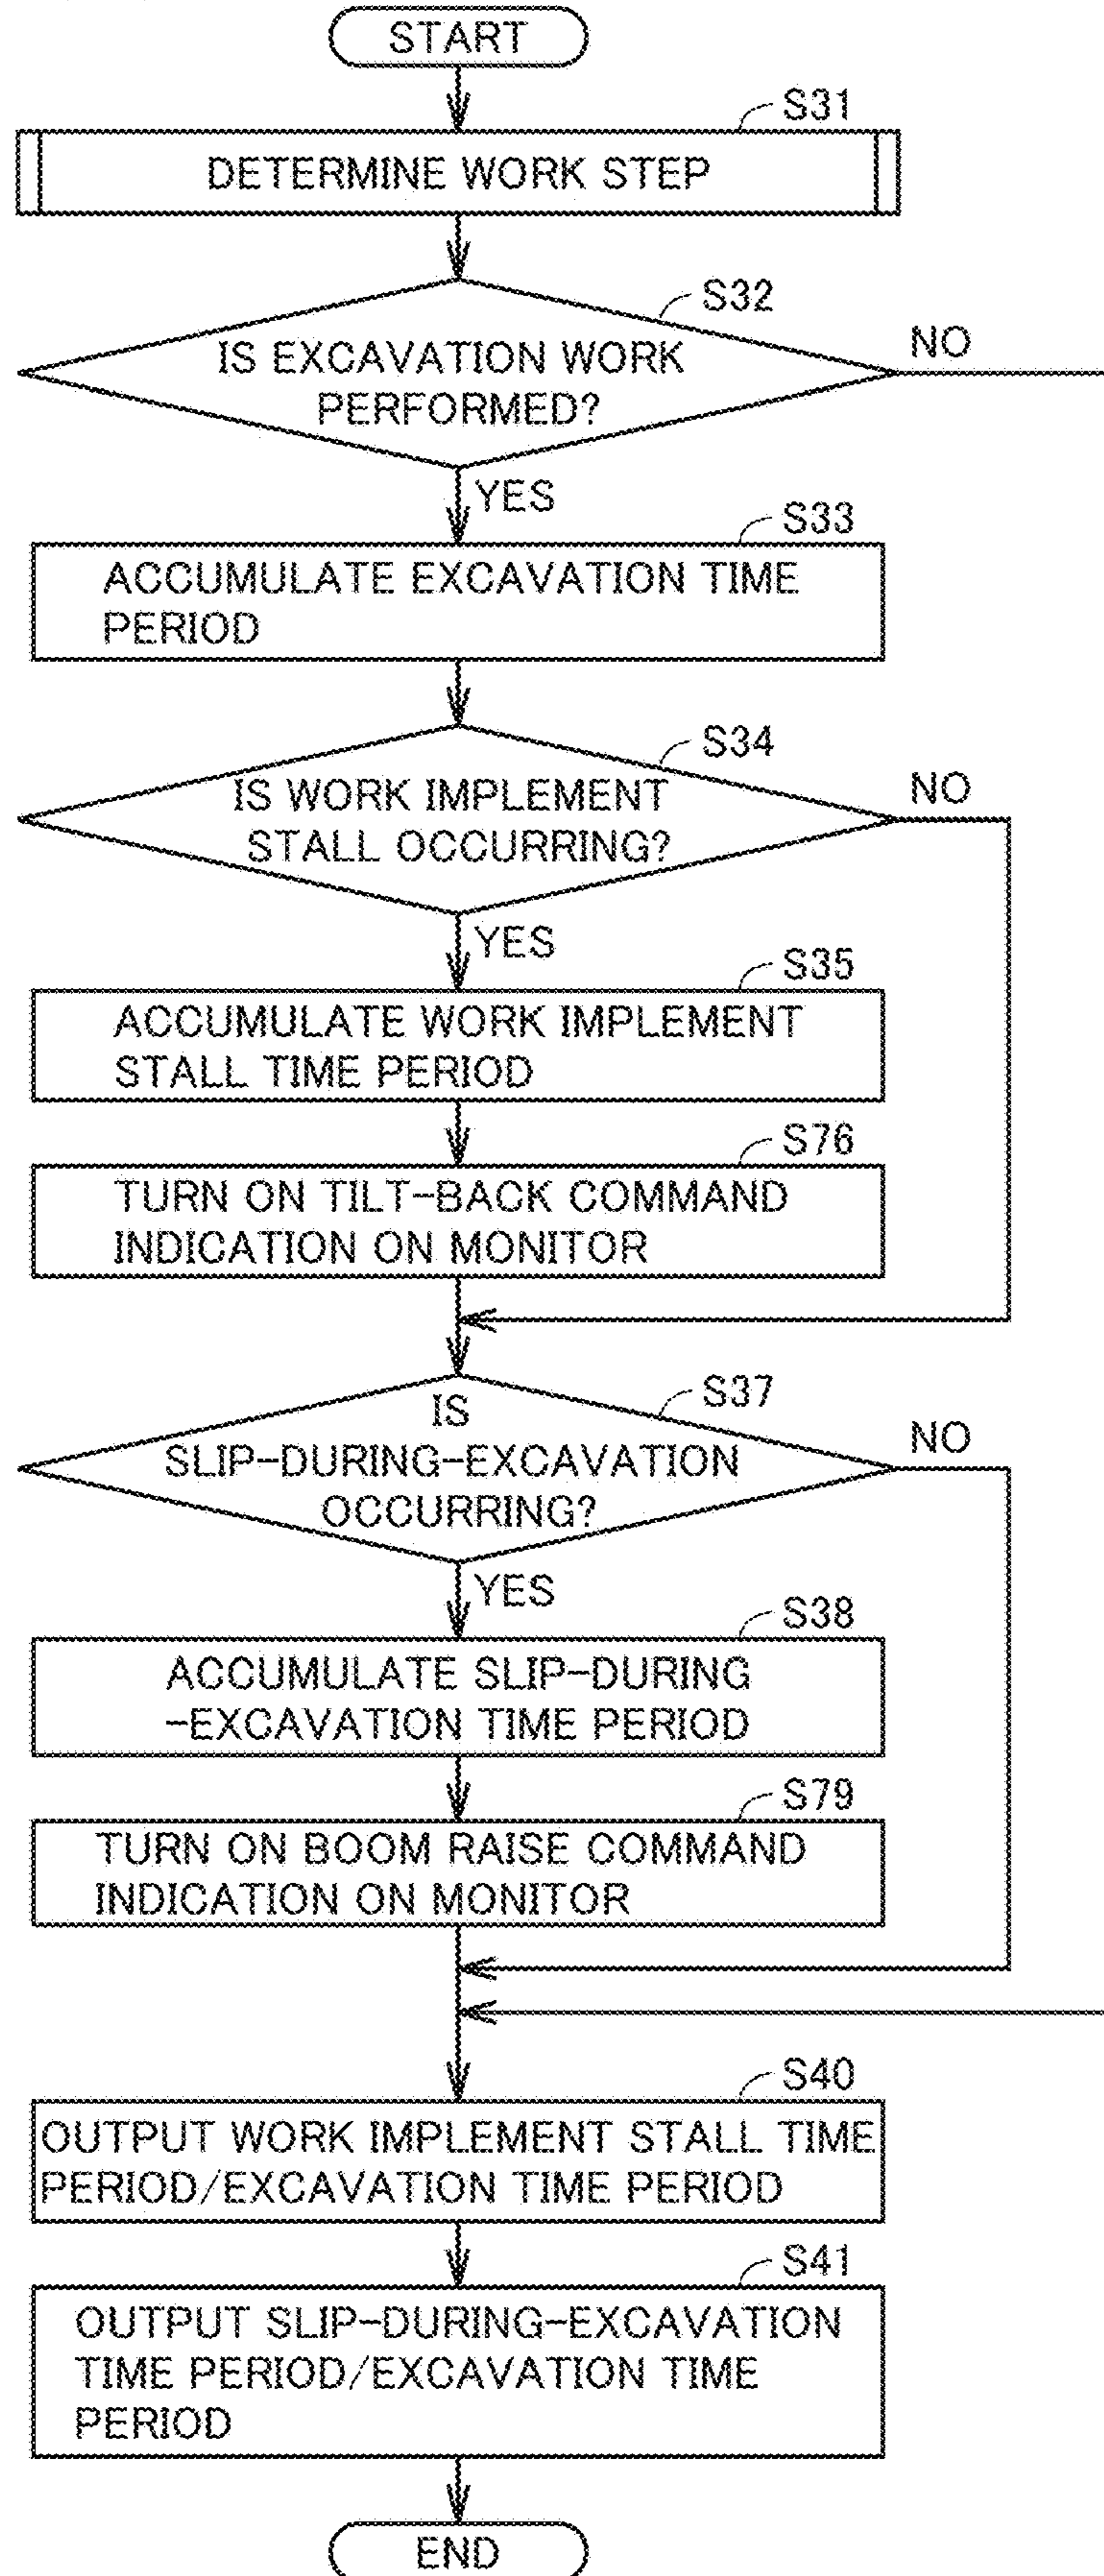 START
S31
DETERMINE WORK STEP
S32
IS EXCAVATION WORK
PERFORMED?
NO
YES
S33
ACCUMULATE EXCAVATION TIME
PERIOD
S34
IS WORK IMPLEMENT
STALL OCCURRING?
NO
YES
S35
ACCUMULATE WORK IMPLEMENT
STALL TIME PERIOD
S76
TURN ON TILT-BACK COMMAND
INDICATION ON MONITOR
S37
IS
SLIP-DURING-EXCAVATION
OCCURRING?
NO
YES
S38
ACCUMULATE SLIP-DURING
-EXCAVATION TIME PERIOD
S79
TURN ON BOOM RAISE COMMAND
INDICATION ON MONITOR
S40
OUTPUT WORK IMPLEMENT STALL TIME
PERIOD/EXCAVATION TIME PERIOD
S41
OUTPUT SLIP-DURING-EXCAVATION
TIME PERIOD/EXCAVATION TIME
PERIOD
END